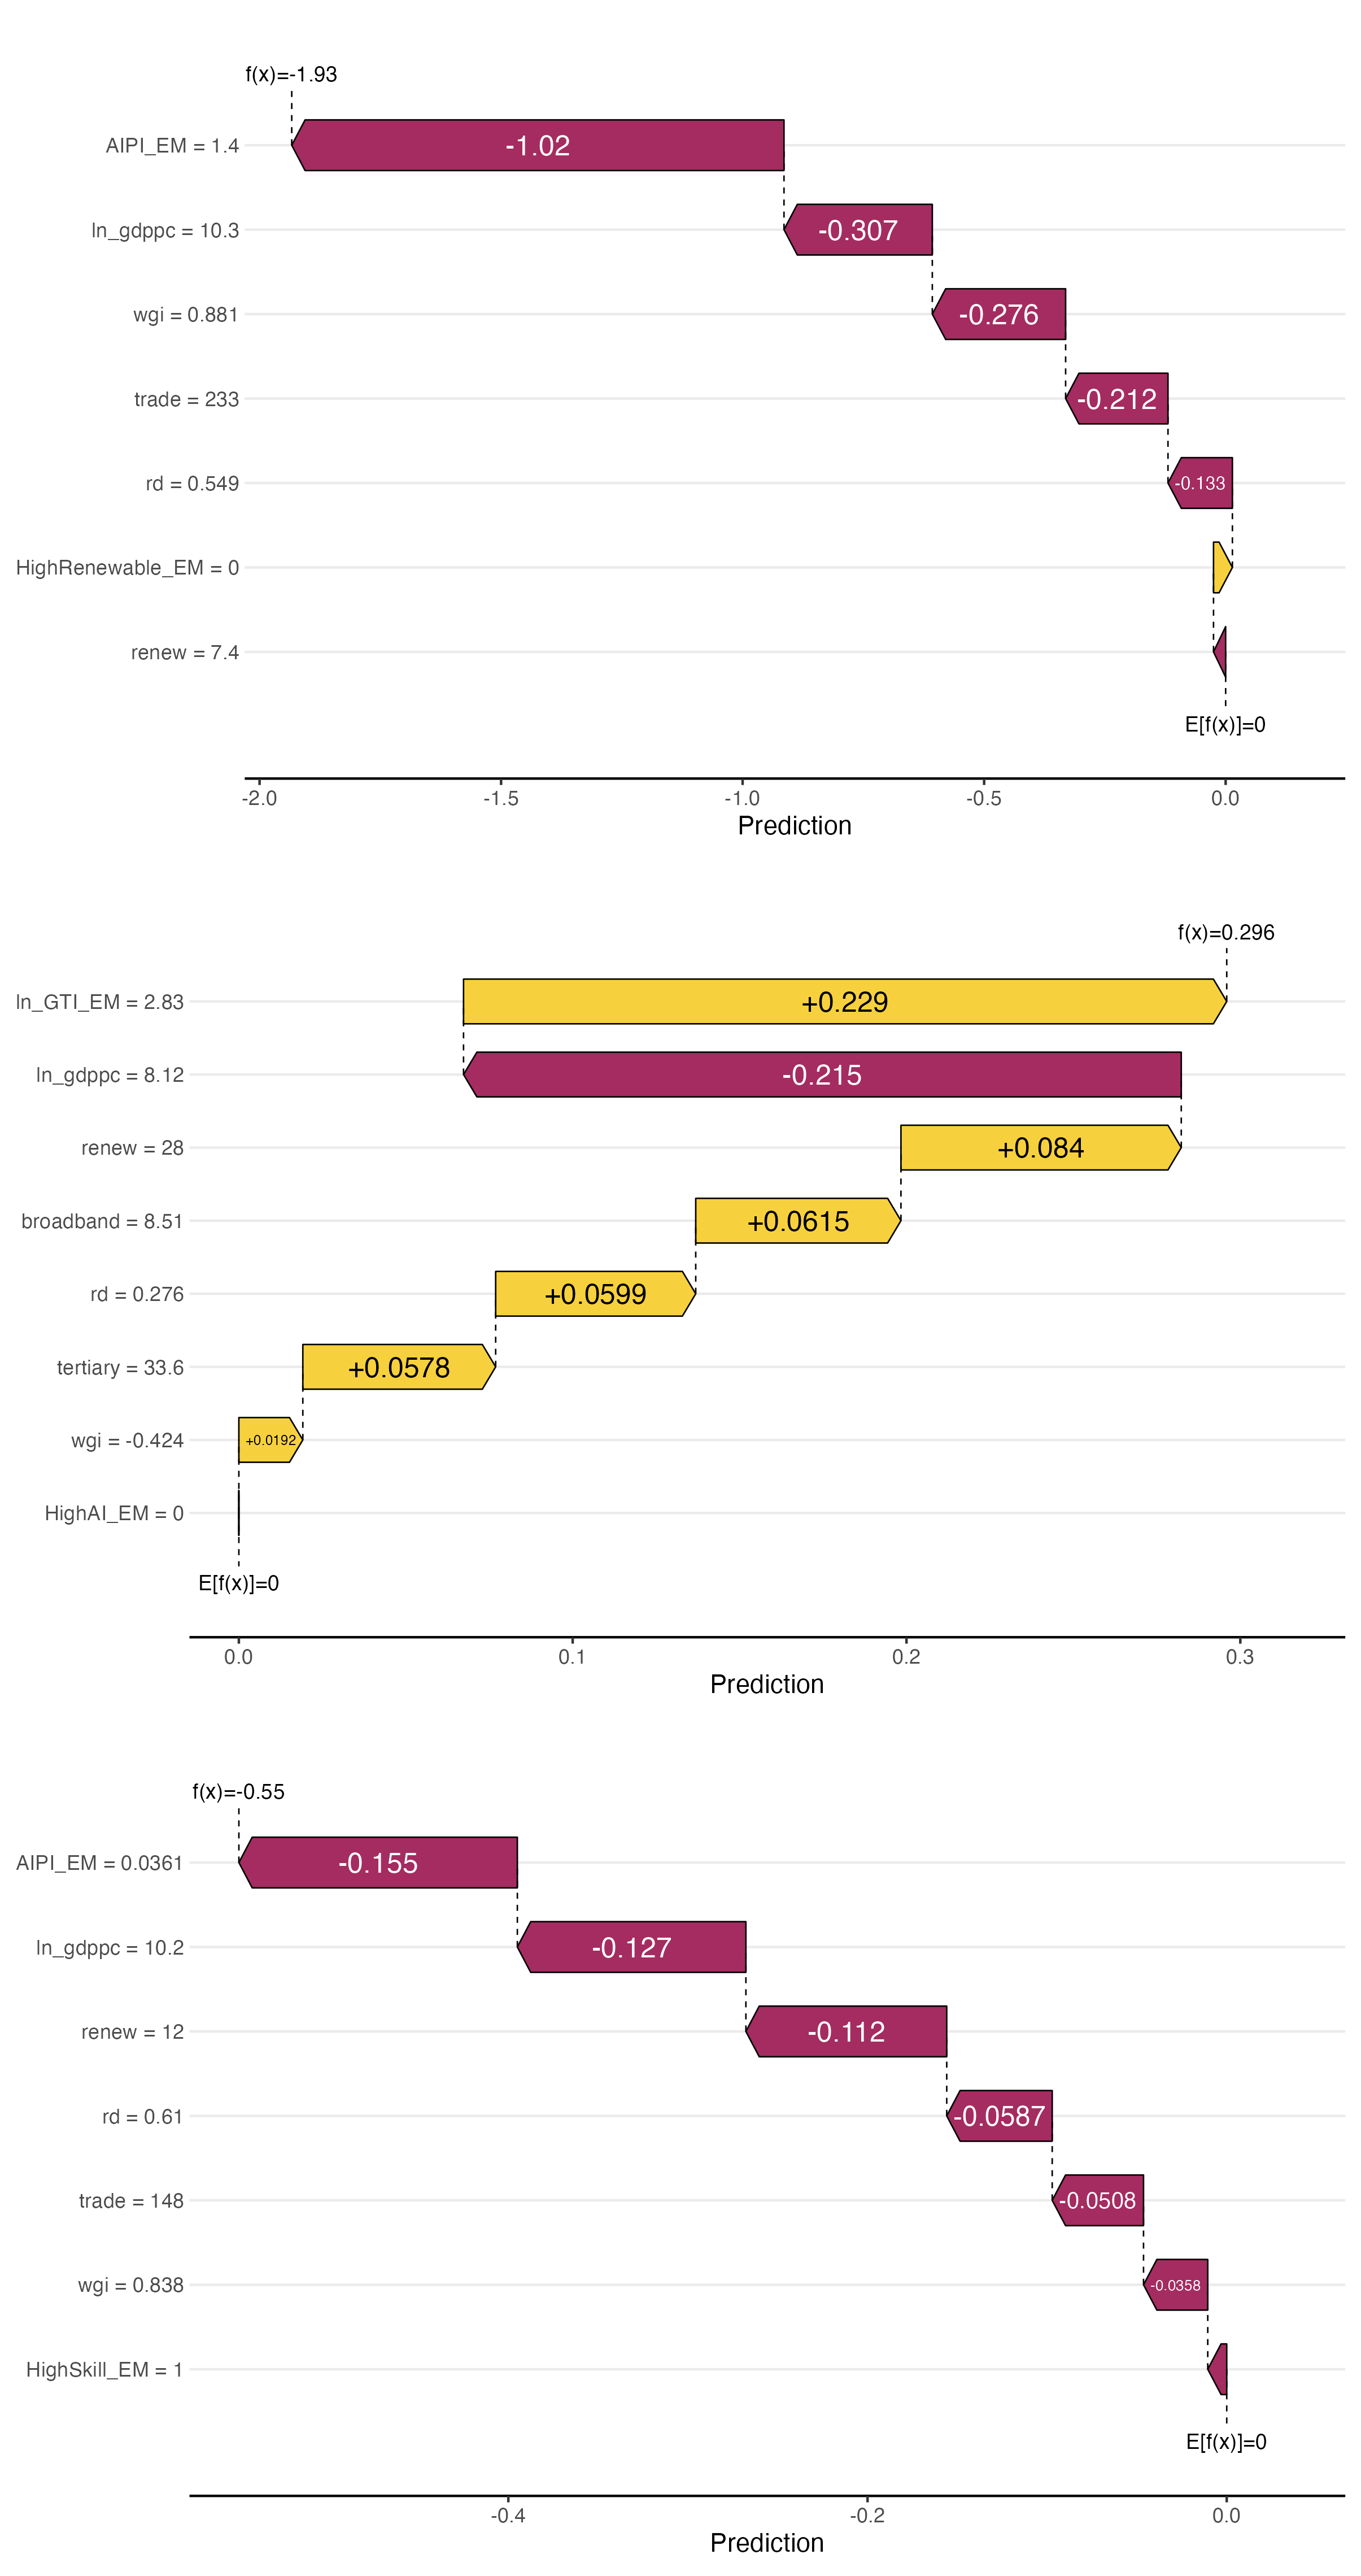 f(x)=-1.93
AIPI_EM = 1.4
-1.02
ln_gdppc = 10.3
-0.307
wgi = 0.881
-0.276
trade = 233
-0.212
rd = 0.549
-0.133
HighRenewable_EM = 0
renew = 7.4
E[f(x)]=0
-2.0 -1.5 -1.0 -0.5 0.0
Prediction
f(x)=0.296
ln_GTI_EM = 2.83
+0.229
ln_gdppc = 8.12
-0.215
renew = 28
+0.084
broadband = 8.51
+0.0615
rd = 0.276
+0.0599
tertiary = 33.6
+0.0578
wgi = -0.424
+0.0192
HighAI_EM = 0
E[f(x)]=0
0.0 0.1 0.2 0.3
Prediction
f(x)=-0.55
AIPI_EM = 0.0361
-0.155
ln_gdppc = 10.2
-0.127
renew = 12
-0.112
rd = 0.61
-0.0587
trade = 148
-0.0508
wgi = 0.838
-0.0358
HighSkill_EM = 1
E[f(x)]=0
-0.4 -0.2 0.0
Prediction